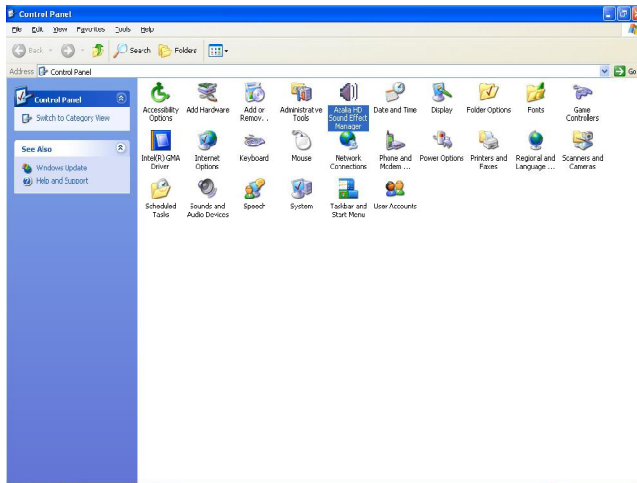 Control Panel
File Edit View Favorites Tools Help
Back Search Folders
Address Control Panel Go
Control Panel
Switch to Category View
See Also
Windows Update
Help and Support
Accessibility Options
Add Hardware
Add or Remov...
Administrative Tools
Azalia HD Sound Effect Manager
Date and Time
Display
Folder Options
Fonts
Game Controllers
Intel(R) GMA Driver
Internet Options
Keyboard
Mouse
Network Connections
Phone and Modem ...
Power Options
Printers and Faxes
Regional and Language ...
Scanners and Cameras
Scheduled Tasks
Sounds and Audio Devices
Speech
System
Taskbar and Start Menu
User Accounts